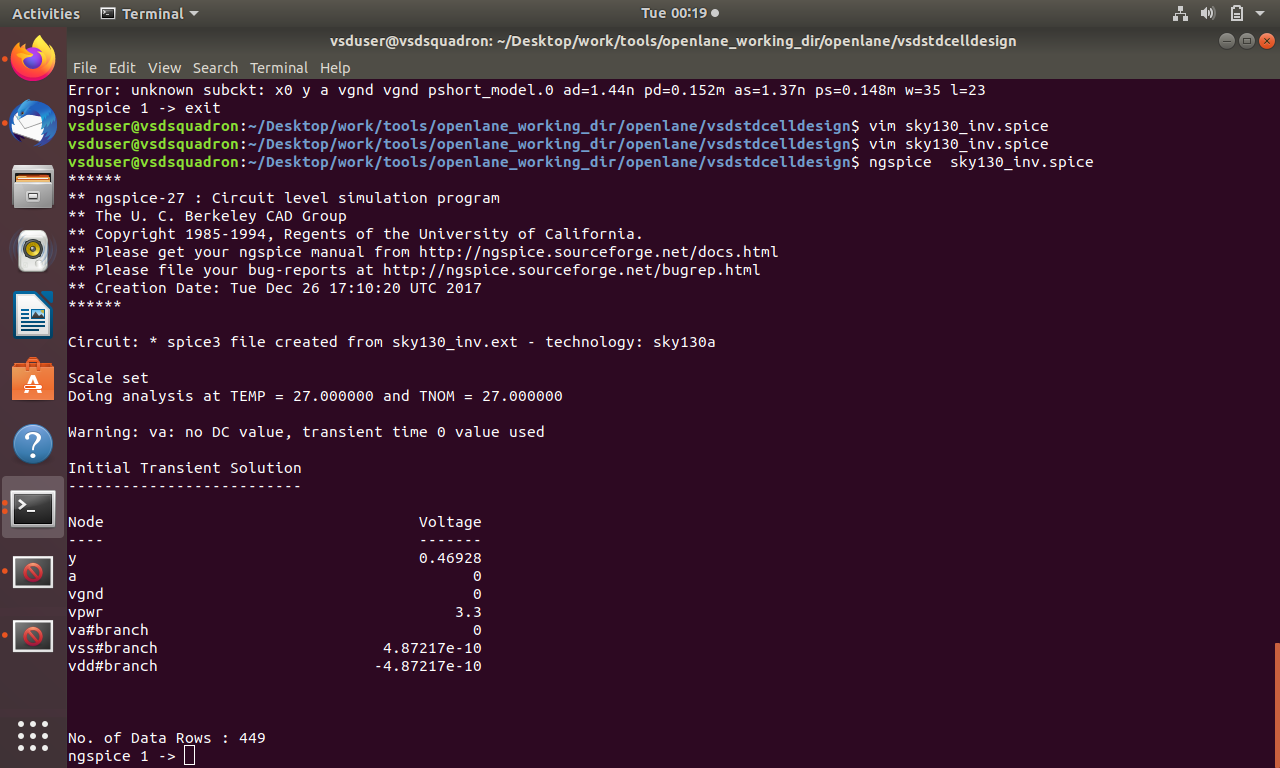 Activities Terminal Tue 00:19
vsduser@vsdsquadron: ~/Desktop/work/tools/openlane_working_dir/openlane/vsdstdcelldesign
File Edit View Search Terminal Help
Error: unknown subckt: x0 y a vgnd vgnd pshort_model.0 ad=1.44n pd=0.152m as=1.37n ps=0.148m w=35 l=23
ngspice 1 -> exit
vsduser@vsdsquadron:~/Desktop/work/tools/openlane_working_dir/openlane/vsdstdcelldesign$ vim sky130_inv.spice
vsduser@vsdsquadron:~/Desktop/work/tools/openlane_working_dir/openlane/vsdstdcelldesign$ vim sky130_inv.spice
vsduser@vsdsquadron:~/Desktop/work/tools/openlane_working_dir/openlane/vsdstdcelldesign$ ngspice  sky130_inv.spice
******
** ngspice-27 : Circuit level simulation program
** The U. C. Berkeley CAD Group
** Copyright 1985-1994, Regents of the University of California.
** Please get your ngspice manual from http://ngspice.sourceforge.net/docs.html
** Please file your bug-reports at http://ngspice.sourceforge.net/bugrep.html
** Creation Date: Tue Dec 26 17:10:20 UTC 2017
******
Circuit: * spice3 file created from sky130_inv.ext - technology: sky130a
Scale set
Doing analysis at TEMP = 27.000000 and TNOM = 27.000000
Warning: va: no DC value, transient time 0 value used
Initial Transient Solution
--------------------------
Node Voltage
---- -------
y 0.46928
a 0
vgnd 0
vpwr 3.3
va#branch 0
vss#branch 4.87217e-10
vdd#branch -4.87217e-10
No. of Data Rows : 449
ngspice 1 ->